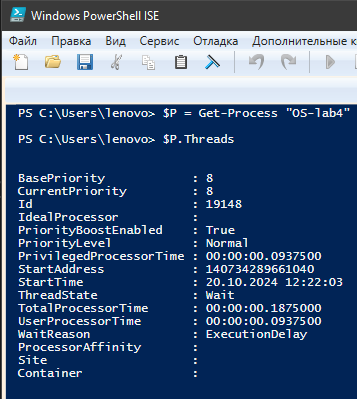 Windows PowerShell ISE
Файл Правка Вид Сервис Отладка Дополнительные к
PS C:\Users\lenovo> $P = Get-Process "OS-lab4"
PS C:\Users\lenovo> $P.Threads
BasePriority : 8
CurrentPriority : 8
Id : 19148
IdealProcessor :
PriorityBoostEnabled : True
PriorityLevel : Normal
PrivilegedProcessorTime : 00:00:00.0937500
StartAddress : 140734289661040
StartTime : 20.10.2024 12:22:03
ThreadState : Wait
TotalProcessorTime : 00:00:00.1875000
UserProcessorTime : 00:00:00.0937500
WaitReason : ExecutionDelay
ProcessorAffinity :
Site :
Container :